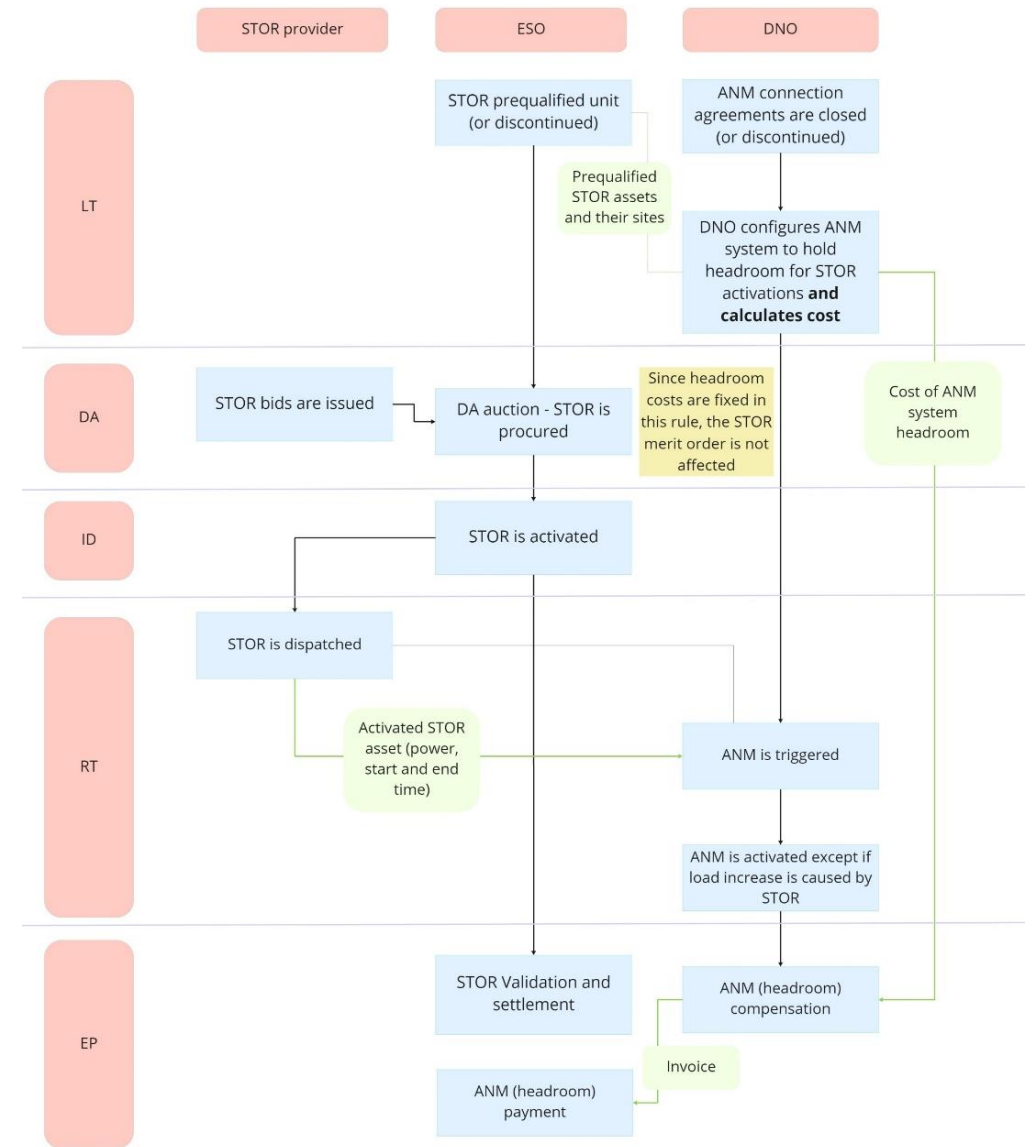 STOR provider
ESO
DNO
LT
STOR prequalified unit
(or discontinued)
ANM connection
agreements are closed
(or discontinued)
Prequalified
STOR assets
and their sites
DNO configures ANM
system to hold
headroom for STOR
activations and
calculates cost
DA
STOR bids are issued
DA auction - STOR is
procured
Since headroom
costs are fixed in
this rule, the STOR
merit order is not
affected
Cost of ANM
system
headroom
ID
STOR is activated
RT
STOR is dispatched
Activated STOR
asset (power,
start and end
time)
ANM is triggered
ANM is activated except if
load increase is caused by
STOR
EP
STOR Validation and
settlement
ANM (headroom)
compensation
Invoice
ANM (headroom)
payment